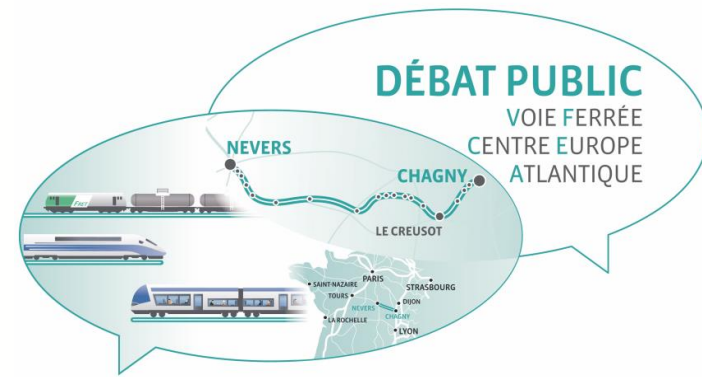 DÉBAT PUBLIC
VOIE FERRÉE
CENTRE EUROPE
ATLANTIQUE
NEVERS
CHAGNY
LE CREUSOT
Fret
SAINT-NAZAIRE
PARIS
STRASBOURG
TOURS
DIJON
NEVERS
CHAGNY
LA ROCHELLE
LYON